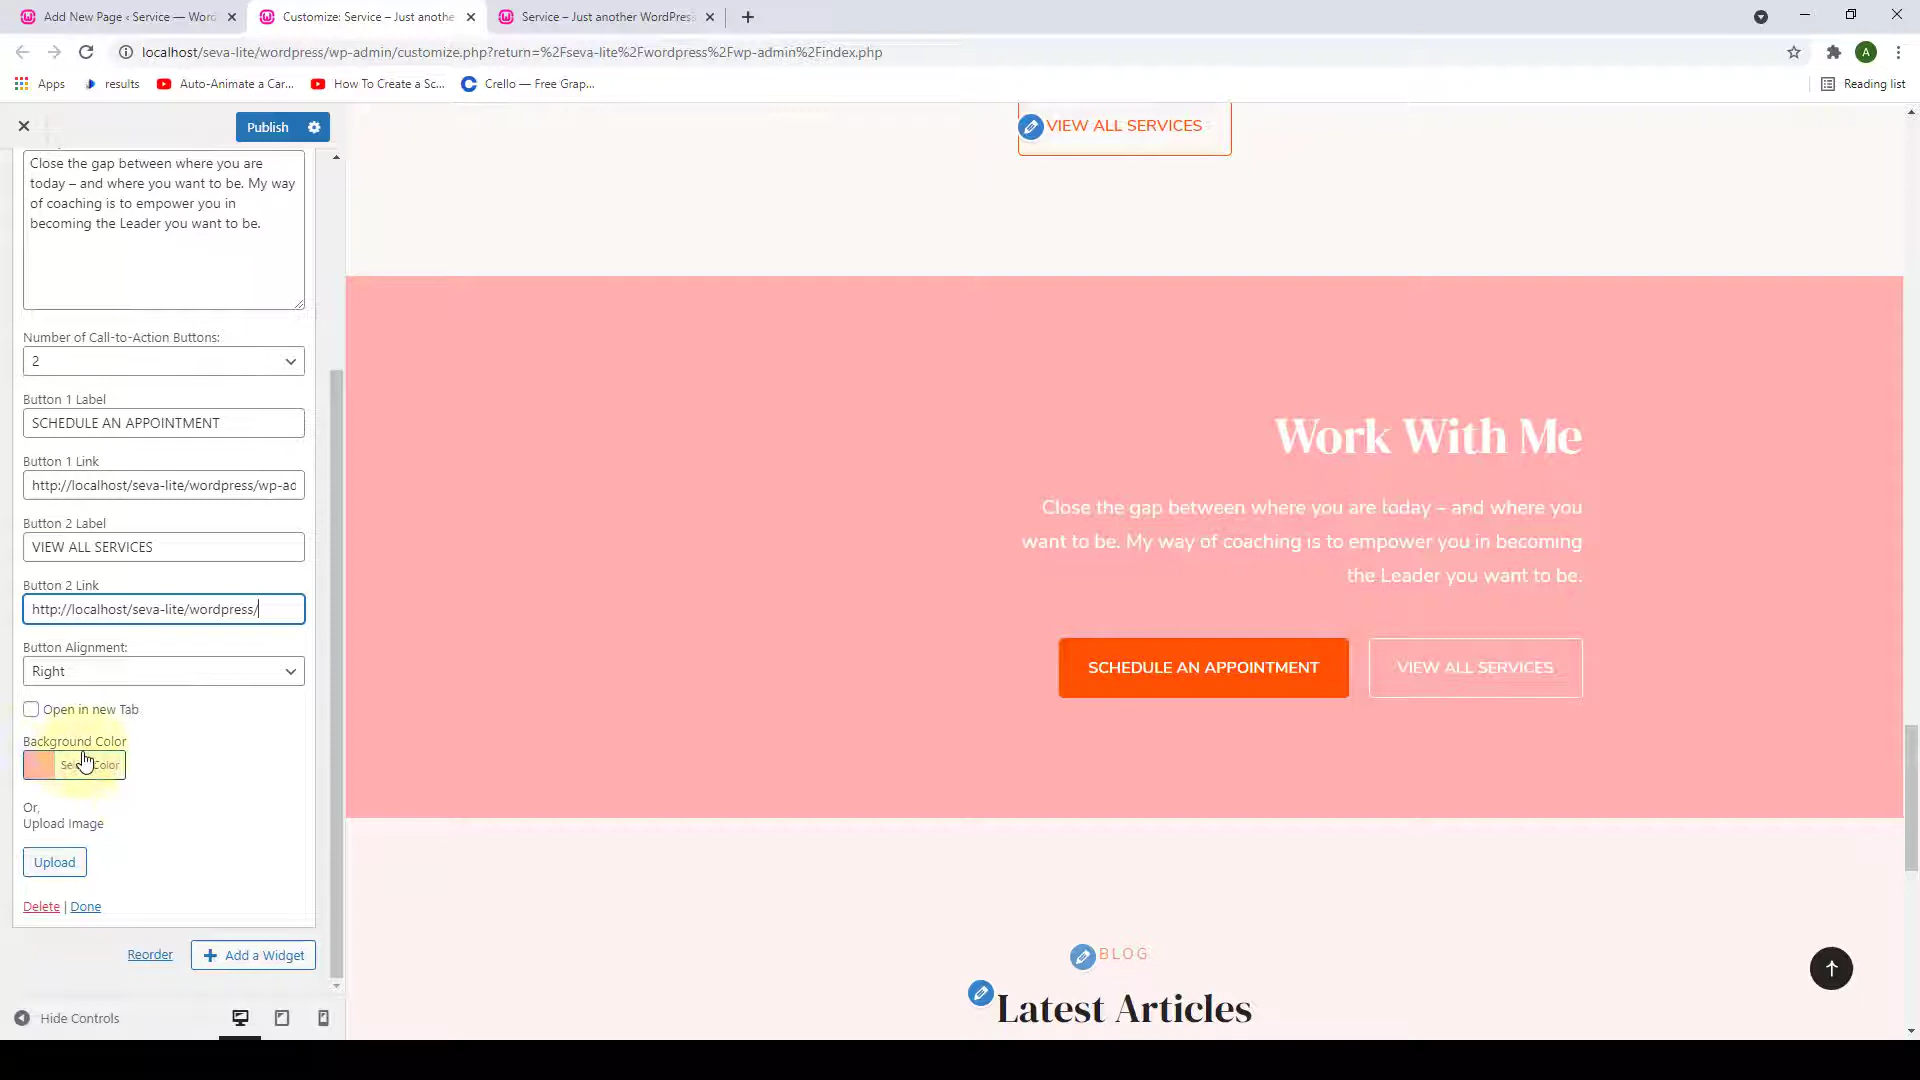 Add New Page ‹ Service — Word
Customize: Service – Just anothe
Service – Just another WordPress
localhost/seva-lite/wordpress/wp-admin/customize.php?return=%2Fseva-lite%2Fwordpress%2Fwp-admin%2Findex.php
A
Apps
results
Auto-Animate a Car...
How To Create a Sc...
Crello — Free Grap...
Reading list
Publish
Close the gap between where you are
today – and where you want to be. My way
of coaching is to empower you in
becoming the Leader you want to be.
Number of Call-to-Action Buttons:
2
Button 1 Label
SCHEDULE AN APPOINTMENT
Button 1 Link
http://localhost/seva-lite/wordpress/wp-ac
Button 2 Label
VIEW ALL SERVICES
Button 2 Link
http://localhost/seva-lite/wordpress/
Button Alignment:
Right
Open in new Tab
Background Color
Select Color
Or,
Upload Image
Upload
Delete | Done
Reorder
Add a Widget
Hide Controls
VIEW ALL SERVICES
Work With Me
Close the gap between where you are today – and where you
want to be. My way of coaching is to empower you in becoming
the Leader you want to be.
SCHEDULE AN APPOINTMENT
VIEW ALL SERVICES
BLOG
Latest Articles